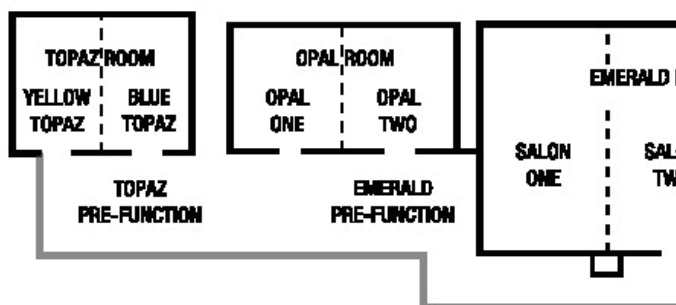 TOPAZ ROOM
YELLOW
TOPAZ
BLUE
TOPAZ
TOPAZ
PRE-FUNCTION
OPAL ROOM
OPAL
ONE
OPAL
TWO
EMERALD
PRE-FUNCTION
EMERALD
SALON
ONE